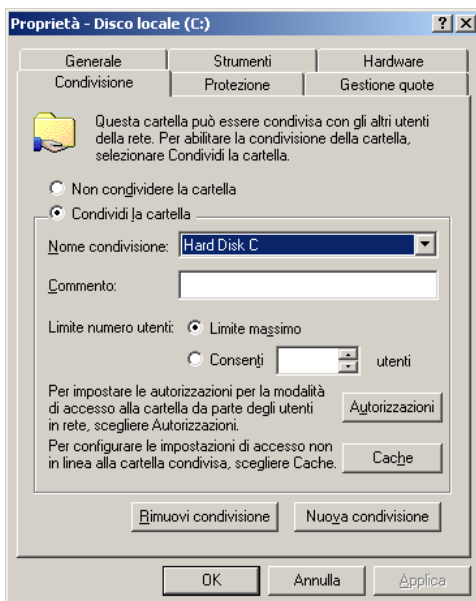 Proprietà - Disco locale (C:)
Generale Strumenti Hardware
Condivisione Protezione Gestione quote
Questa cartella può essere condivisa con gli altri utenti
della rete. Per abilitare la condivisione della cartella,
selezionare Condividi la cartella.
Non condividere la cartella
Condividi la cartella
Nome condivisione: Hard Disk C
Commento:
Limite numero utenti: Limite massimo
Consenti utenti
Per impostare le autorizzazioni per la modalità
di accesso alla cartella da parte degli utenti
in rete, scegliere Autorizzazioni.
Autorizzazioni
Per configurare le impostazioni di accesso non
in linea alla cartella condivisa, scegliere Cache.
Cache
Rimuovi condivisione Nuova condivisione
OK Annulla Applica